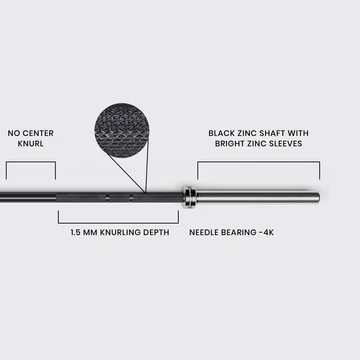 NO CENTER
KNURL
BLACK ZINC SHAFT WITH
BRIGHT ZINC SLEEVES
1.5 MM KNURLING DEPTH
NEEDLE BEARING -4K